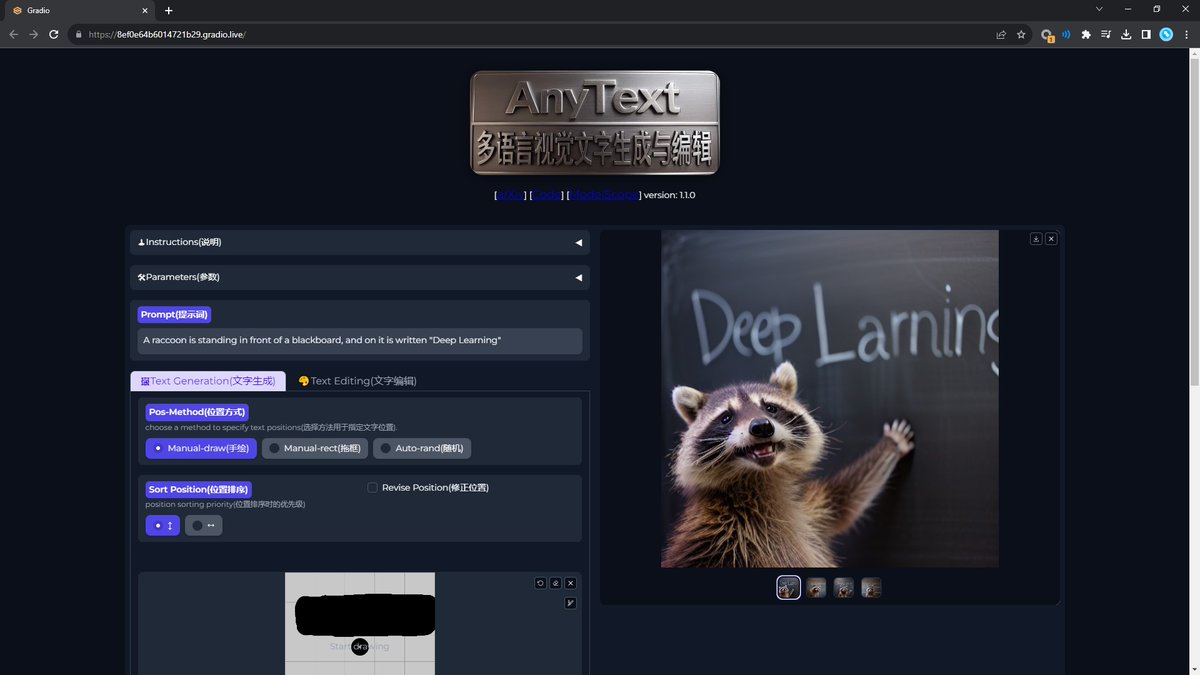 Gradio
https://8ef0e64b6014721b29.gradio.live/
AnyText
多语言视觉文字生成与编辑
[arXiv] [Code] [ModelScope] version: 1.1.0
Instructions(说明)
Parameters(参数)
Prompt(提示词)
A raccoon is standing in front of a blackboard, and on it is written "Deep Learning"
Text Generation(文字生成)
Text Editing(文字编辑)
Pos-Method(位置方式)
choose a method to specify text positions(选择方法用于指定文字位置).
Manual-draw(手绘)
Manual-rect(拖框)
Auto-rand(随机)
Sort Position(位置排序)
position sorting priority(位置排序时的优先级)
↕
↔
Revise Position(修正位置)
Start drawing
Deep Larning